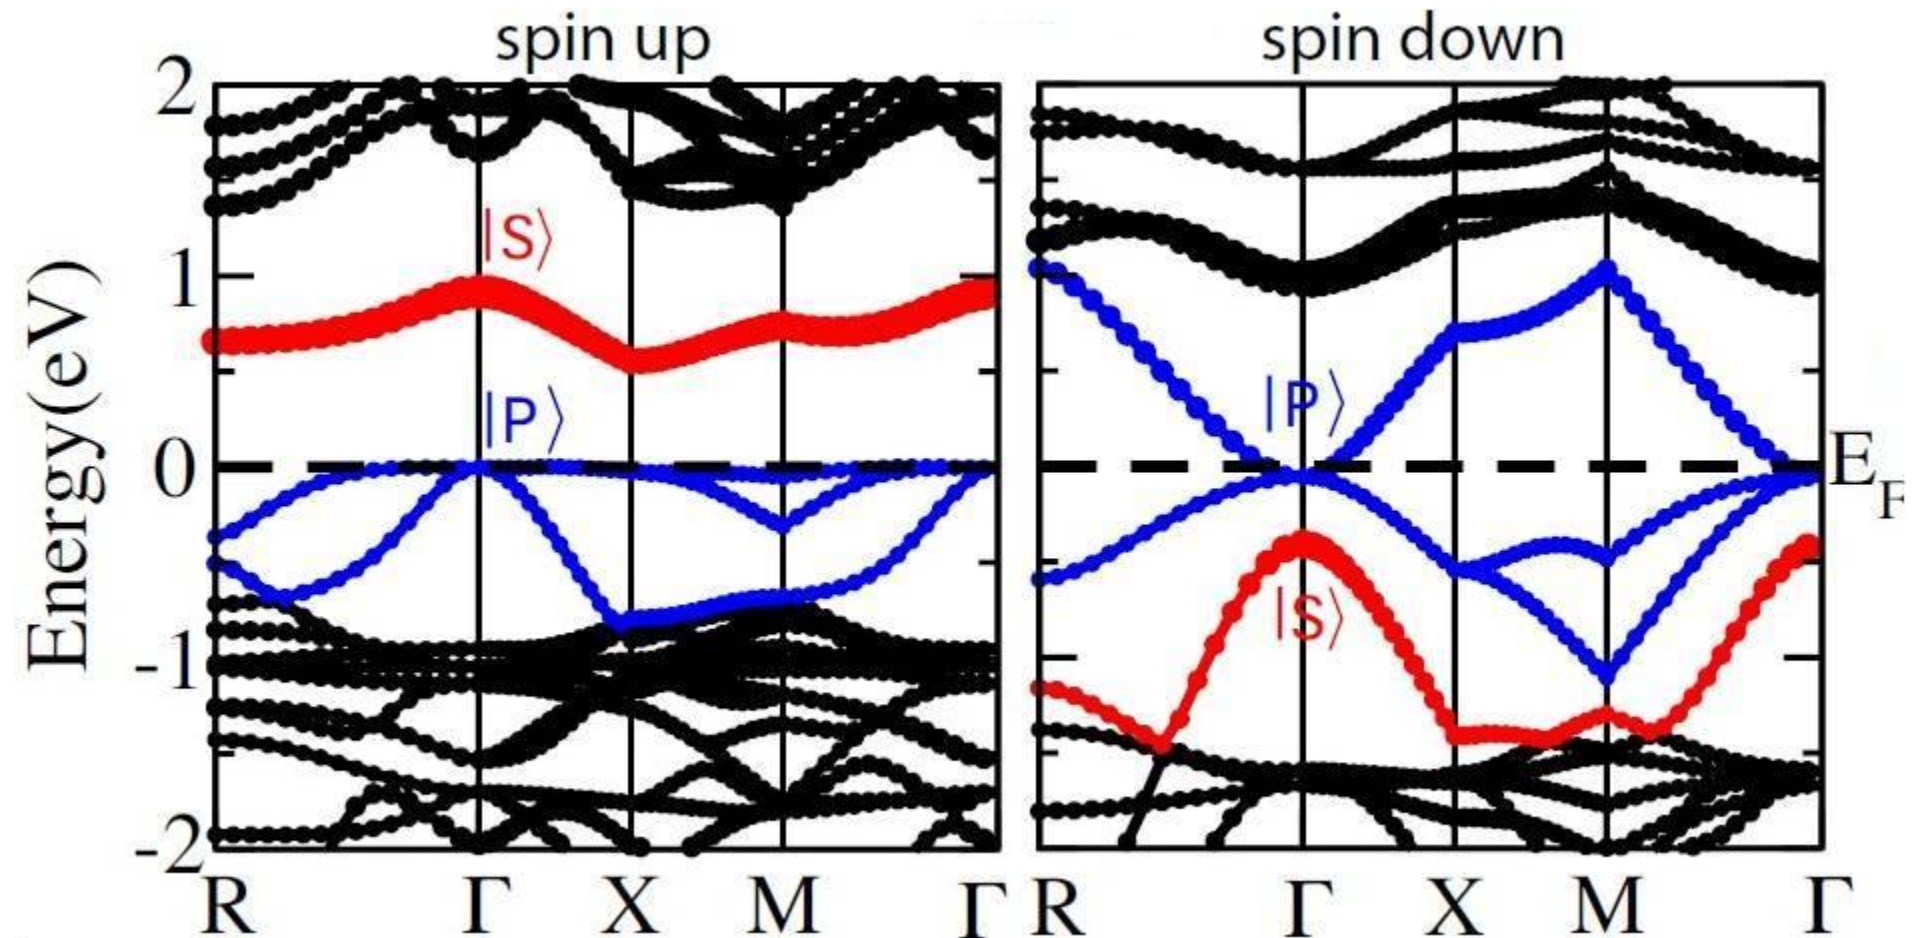 spin up
spin down
Energy(eV)
2
1
0
-1
-2
|S⟩
|P⟩
|P⟩
|S⟩
E_F
R Γ X M Γ
R Γ X M Γ